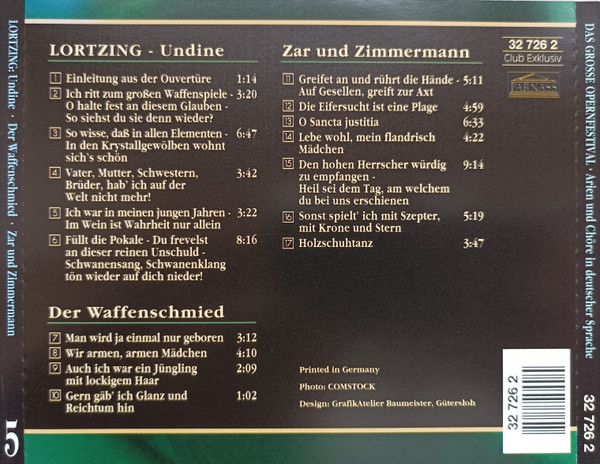 LORTZING: Undine · Der Waffenschmied · Zar und Zimmermann
5
LORTZING - Undine
1 Einleitung aus der Ouvertüre 1:14
2 Ich ritt zum großen Waffenspiele - 3:20
O halte fest an diesem Glauben -
So siehst du sie denn wieder?
3 So wisse, daß in allen Elementen - 6:47
In den Krystallgewölben wohnt
sich's schön
4 Vater, Mutter, Schwestern, 3:42
Brüder, hab' ich auf der
Welt nicht mehr!
5 Ich war in meinen jungen Jahren - 3:22
Im Wein ist Wahrheit nur allein
6 Füllt die Pokale - Du frevelst 8:16
an dieser reinen Unschuld -
Schwanensang, Schwanenklang
tön wieder auf dich nieder!
Der Waffenschmied
7 Man wird ja einmal nur geboren 3:12
8 Wir armen, armen Mädchen 4:10
9 Auch ich war ein Jüngling 2:09
mit lockigem Haar
10 Gern gäb' ich Glanz und 1:02
Reichtum hin
Zar und Zimmermann
11 Greifet an und rührt die Hände - 5:11
Auf Gesellen, greift zur Axt
12 Die Eifersucht ist eine Plage 4:59
13 O Sancta justitia 6:33
14 Lebe wohl, mein flandrisch 4:22
Mädchen
15 Den hohen Herrscher würdig 9:14
zu empfangen -
Heil sei dem Tag, an welchem
du bei uns erschienen
16 Sonst spielt' ich mit Szepter, 5:19
mit Krone und Stern
17 Holzschuhtanz 3:47
Printed in Germany
Photo: COMSTOCK
Design: GrafikAtelier Baumeister, Gütersloh
32 726 2
Club Exklusiv
PARNASS
32 726 2
DAS GROSSE OPERNFESTIVAL · Arien und Chöre in deutscher Sprache
32 726 2